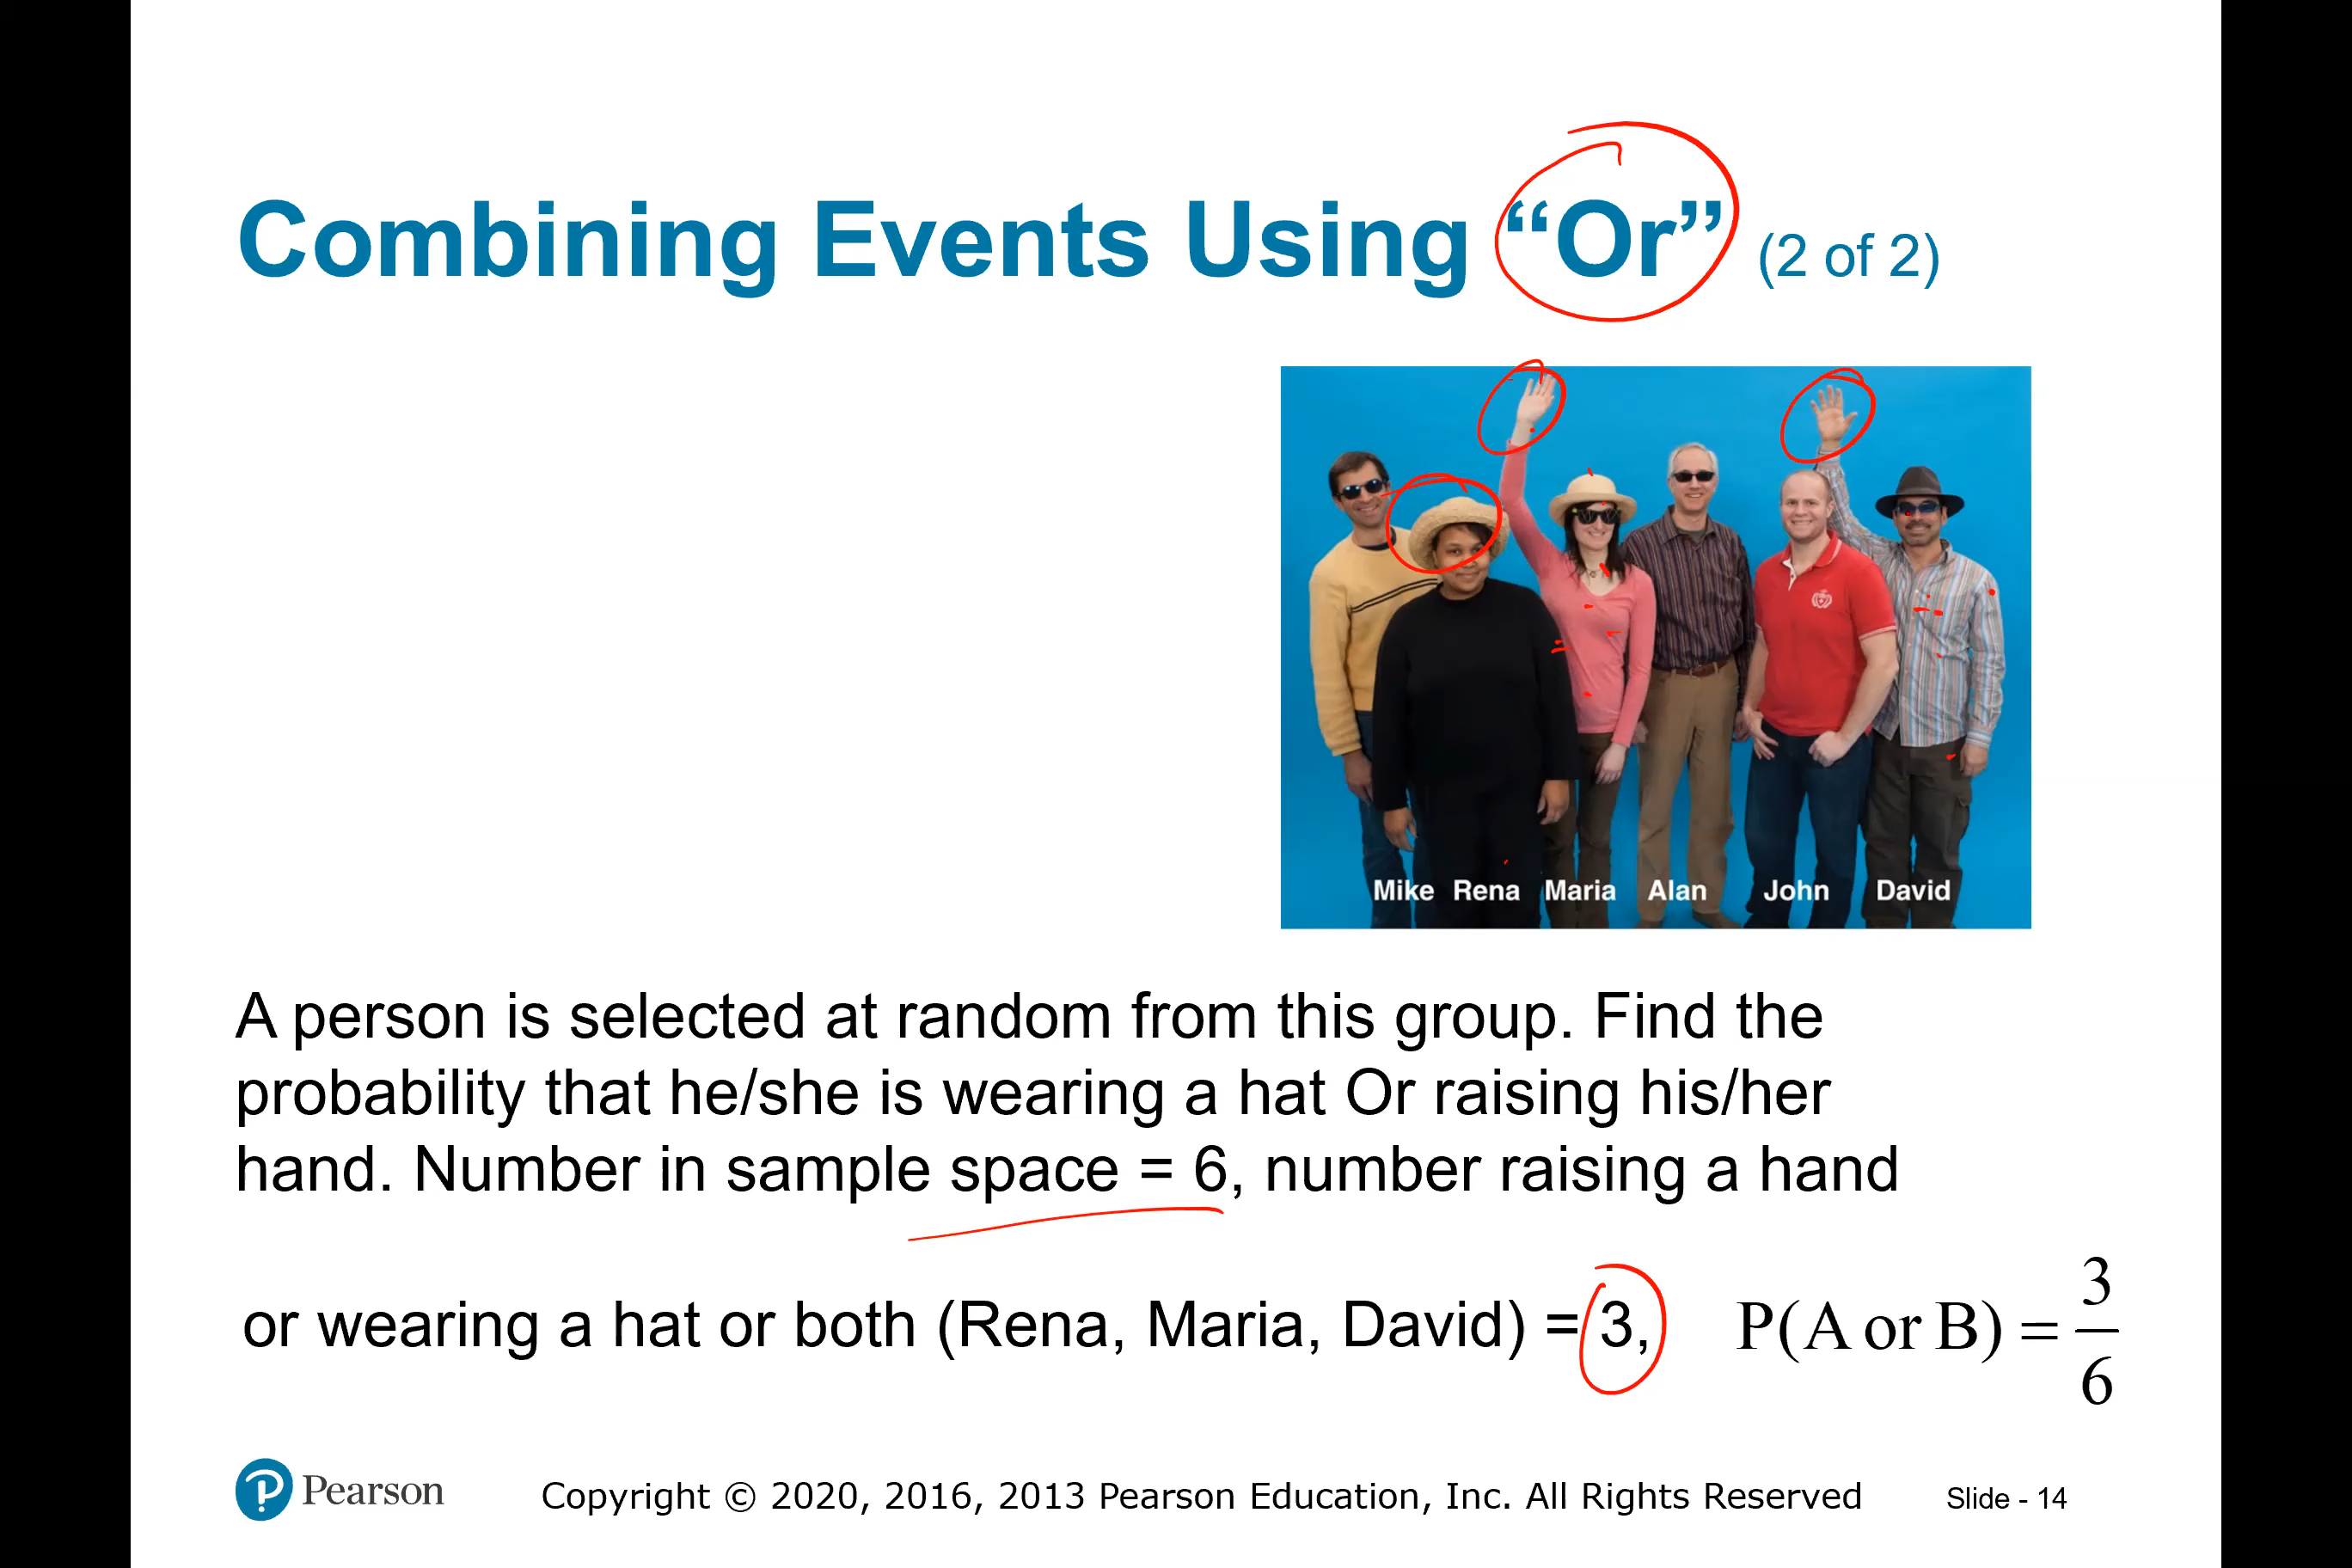 Combining Events Using “Or” (2 of 2)
Mike Rena Maria Alan John David
A person is selected at random from this group. Find the
probability that he/she is wearing a hat Or raising his/her
hand. Number in sample space = 6, number raising a hand
or wearing a hat or both (Rena, Maria, David) = 3, P(A or B) = 3/6
Pearson Copyright © 2020, 2016, 2013 Pearson Education, Inc. All Rights Reserved Slide - 14